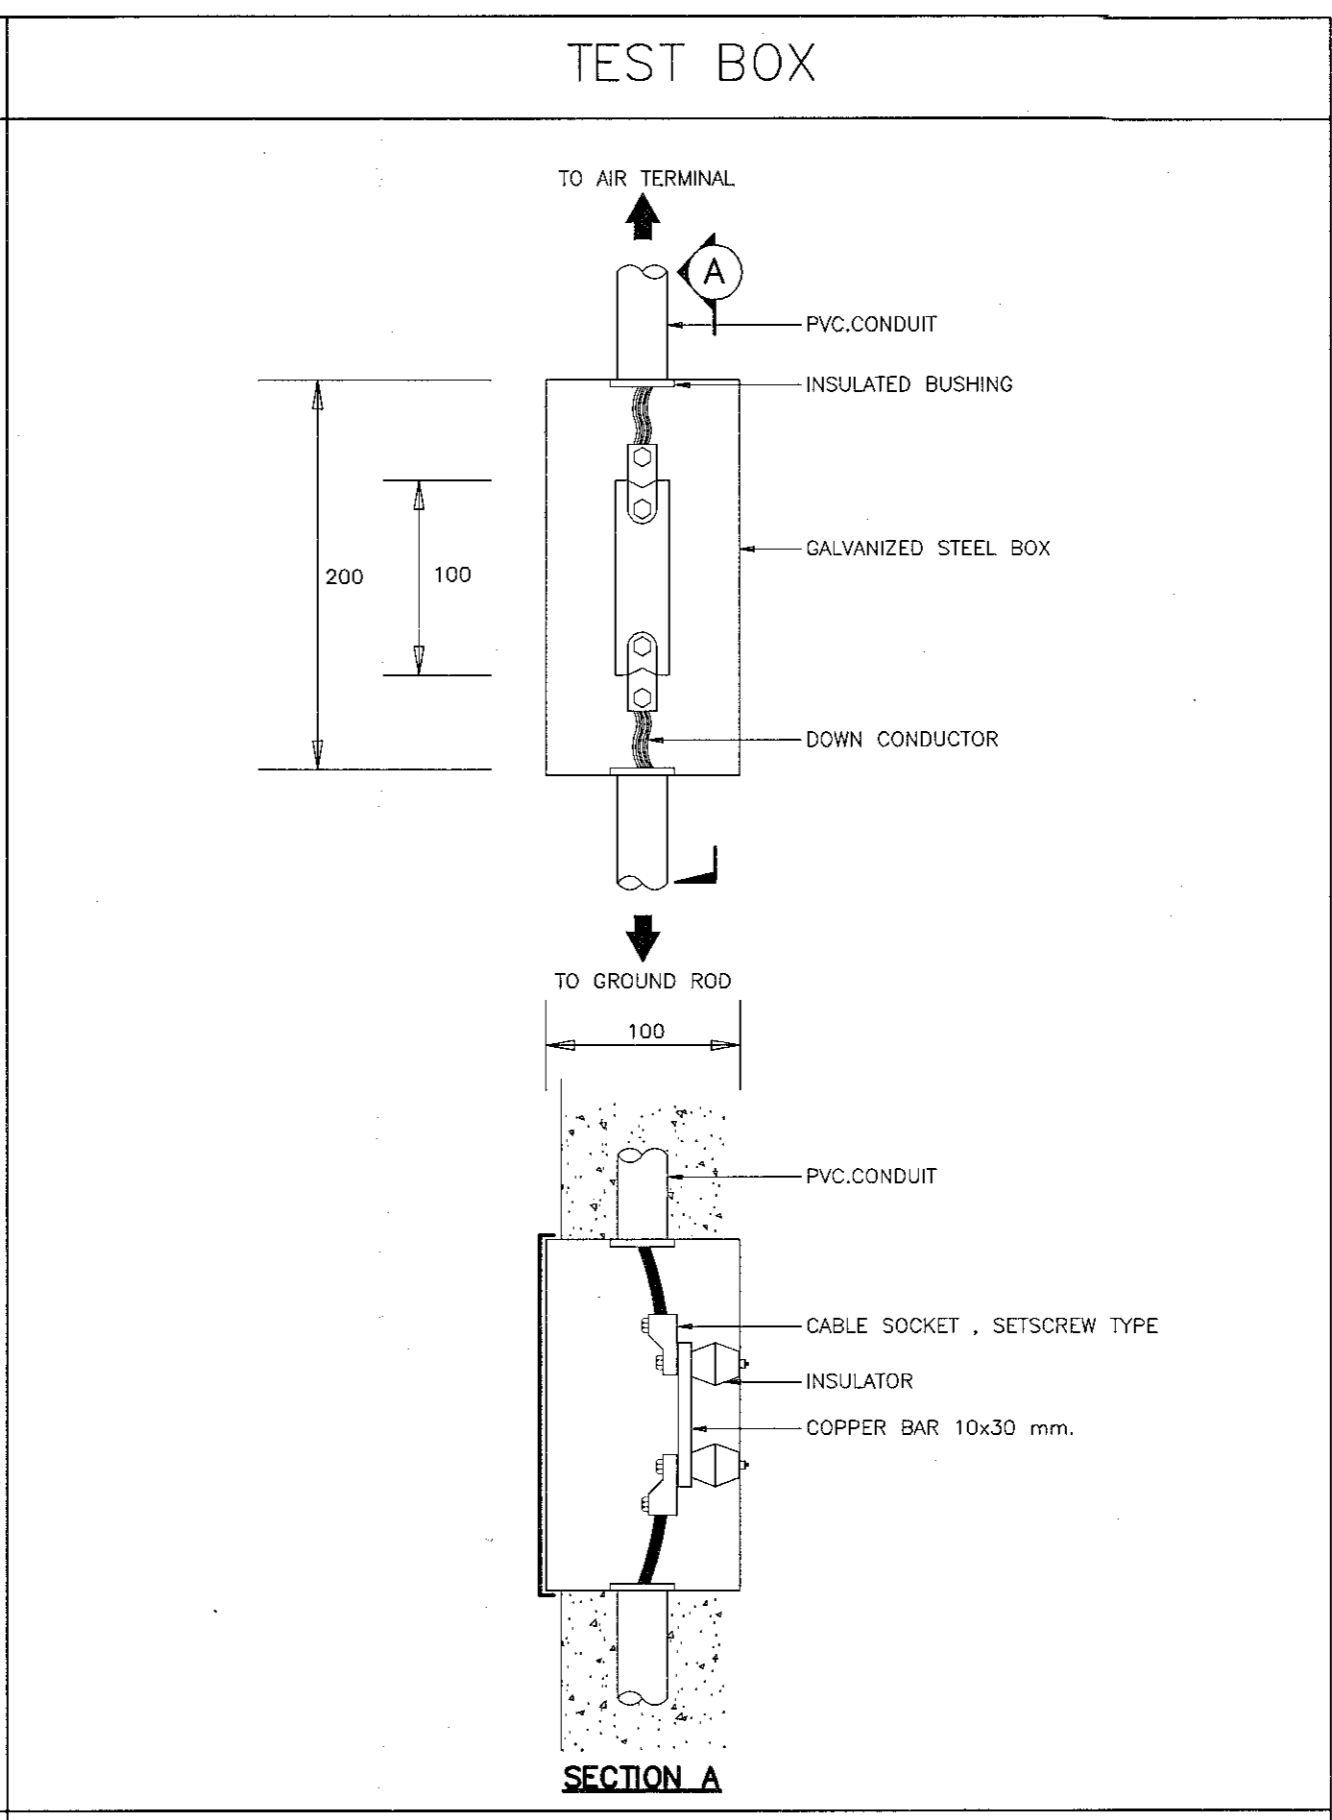 TEST BOX
TO AIR TERMINAL
A
PVC.CONDUIT
INSULATED BUSHING
200
100
GALVANIZED STEEL BOX
DOWN CONDUCTOR
TO GROUND ROD
100
PVC.CONDUIT
CABLE SOCKET , SETSCREW TYPE
INSULATOR
COPPER BAR 10x30 mm.
SECTION A